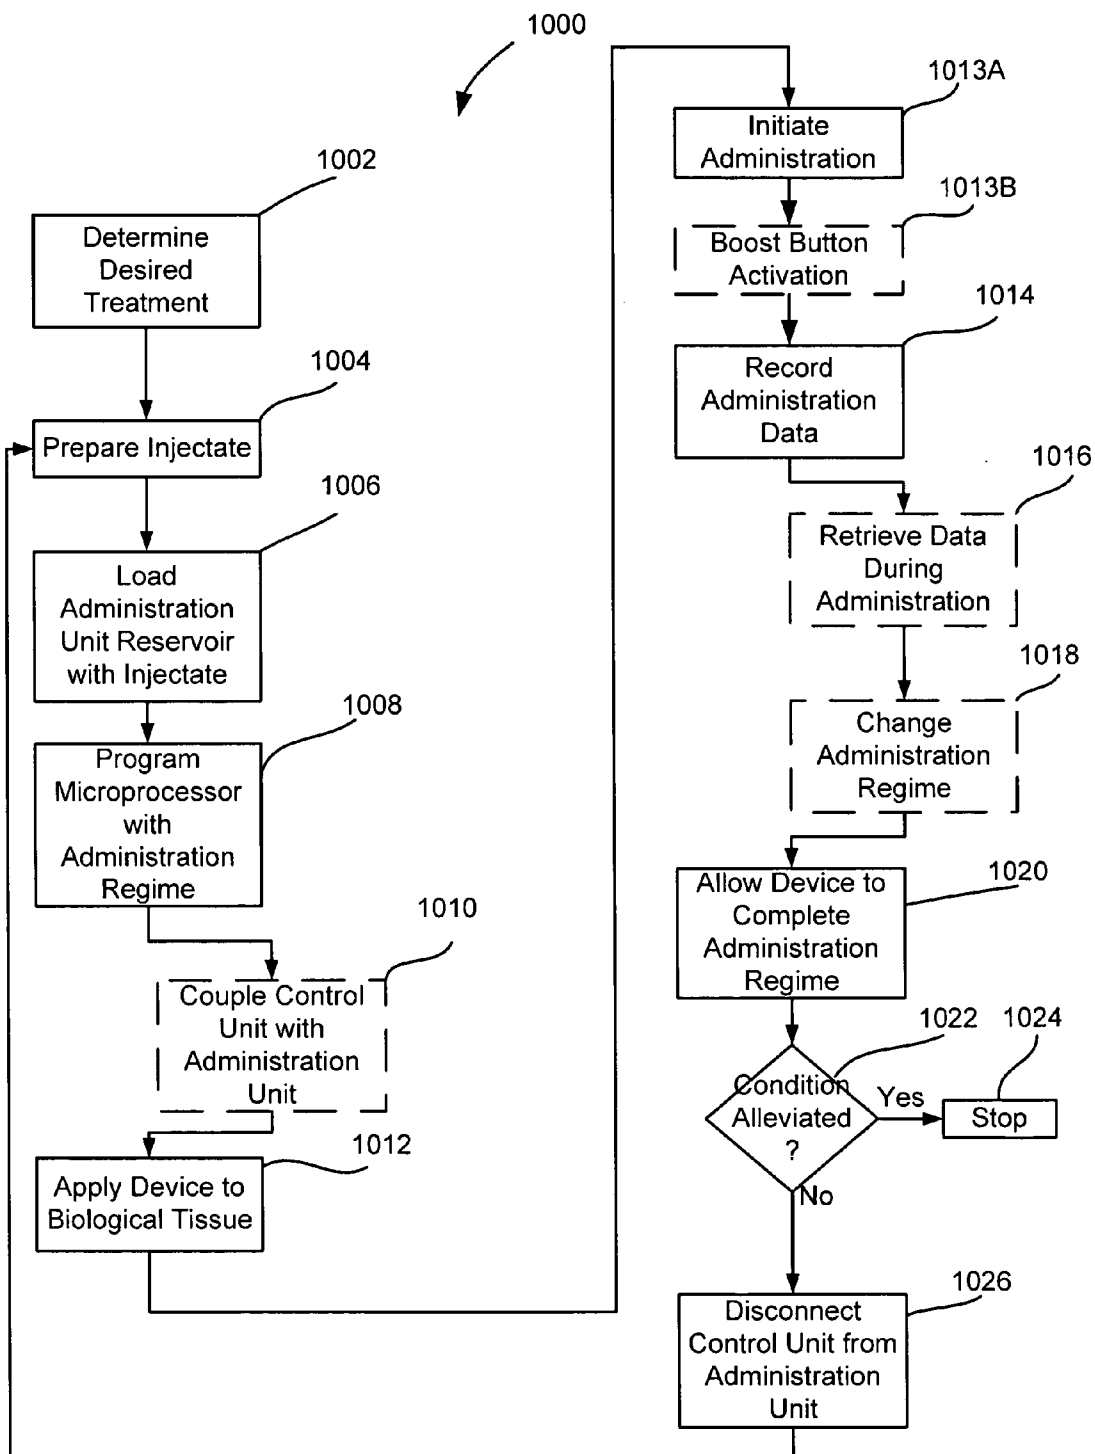 1000
1002
Determine
Desired
Treatment
1004
Prepare Injectate
1006
Load
Administration
Unit Reservoir
with Injectate
1008
Program
Microprocessor
with
Administration
Regime
1010
Couple Control
Unit with
Administration
Unit
1012
Apply Device to
Biological Tissue
1013A
Initiate
Administration
1013B
Boost Button
Activation
1014
Record
Administration
Data
1016
Retrieve Data
During
Administration
1018
Change
Administration
Regime
1020
Allow Device to
Complete
Administration
Regime
1022
Condition
Alleviated
?
Yes
1024
Stop
No
1026
Disconnect
Control Unit from
Administration
Unit